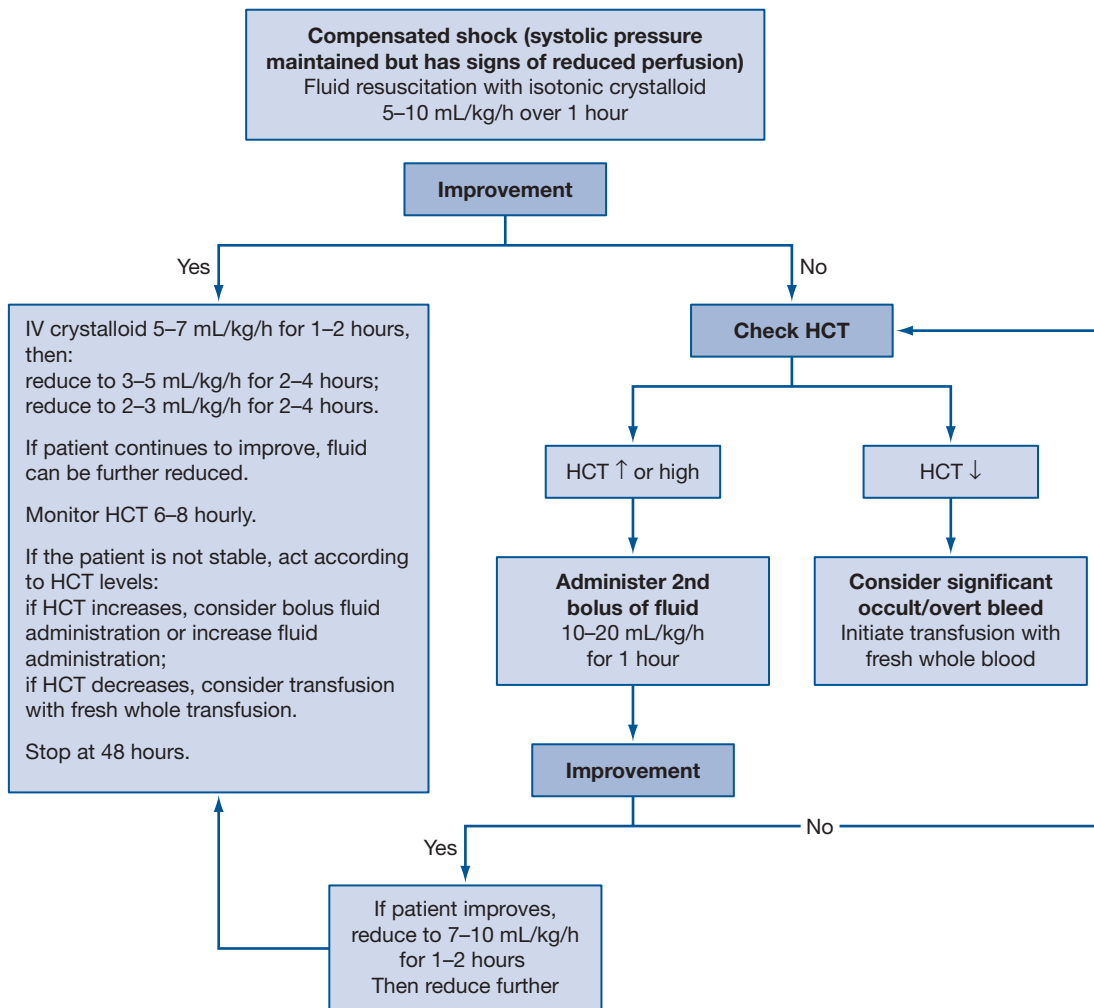 Compensated shock (systolic pressure
maintained but has signs of reduced perfusion)
Fluid resuscitation with isotonic crystalloid
5–10 mL/kg/h over 1 hour
Improvement
Yes
No
IV crystalloid 5–7 mL/kg/h for 1–2 hours,
then:
reduce to 3–5 mL/kg/h for 2–4 hours;
reduce to 2–3 mL/kg/h for 2–4 hours.
If patient continues to improve, fluid
can be further reduced.
Monitor HCT 6–8 hourly.
If the patient is not stable, act according
to HCT levels:
if HCT increases, consider bolus fluid
administration or increase fluid
administration;
if HCT decreases, consider transfusion
with fresh whole transfusion.
Stop at 48 hours.
Check HCT
HCT ↑ or high
HCT ↓
Administer 2nd
bolus of fluid
10–20 mL/kg/h
for 1 hour
Consider significant
occult/overt bleed
Initiate transfusion with
fresh whole blood
Improvement
Yes
No
If patient improves,
reduce to 7–10 mL/kg/h
for 1–2 hours
Then reduce further